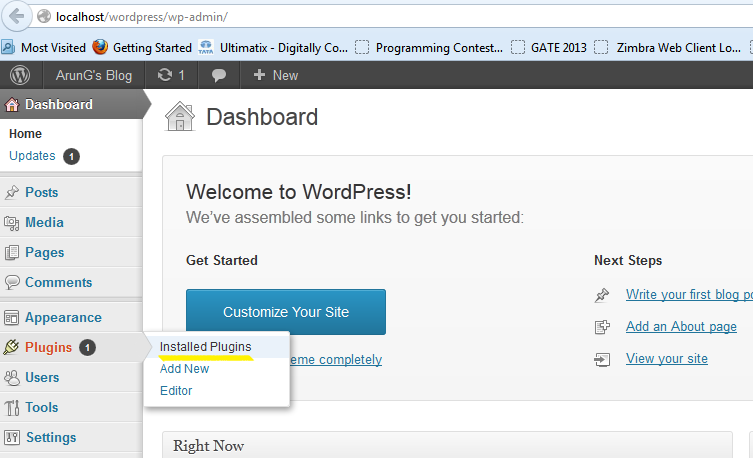 localhost/wordpress/wp-admin/
Most Visited Getting Started TATA Ultimatix - Digitally Co... Programming Contest... GATE 2013 Zimbra Web Client Lo...
ArunG's Blog 1 + New
Dashboard
Home
Updates 1
Posts
Media
Pages
Comments
Appearance
Plugins 1
Users
Tools
Settings
Installed Plugins
Add New
Editor
Dashboard
Welcome to WordPress!
We've assembled some links to get you started:
Get Started
Customize Your Site
eme completely
Next Steps
Write your first blog po
Add an About page
View your site
Right Now